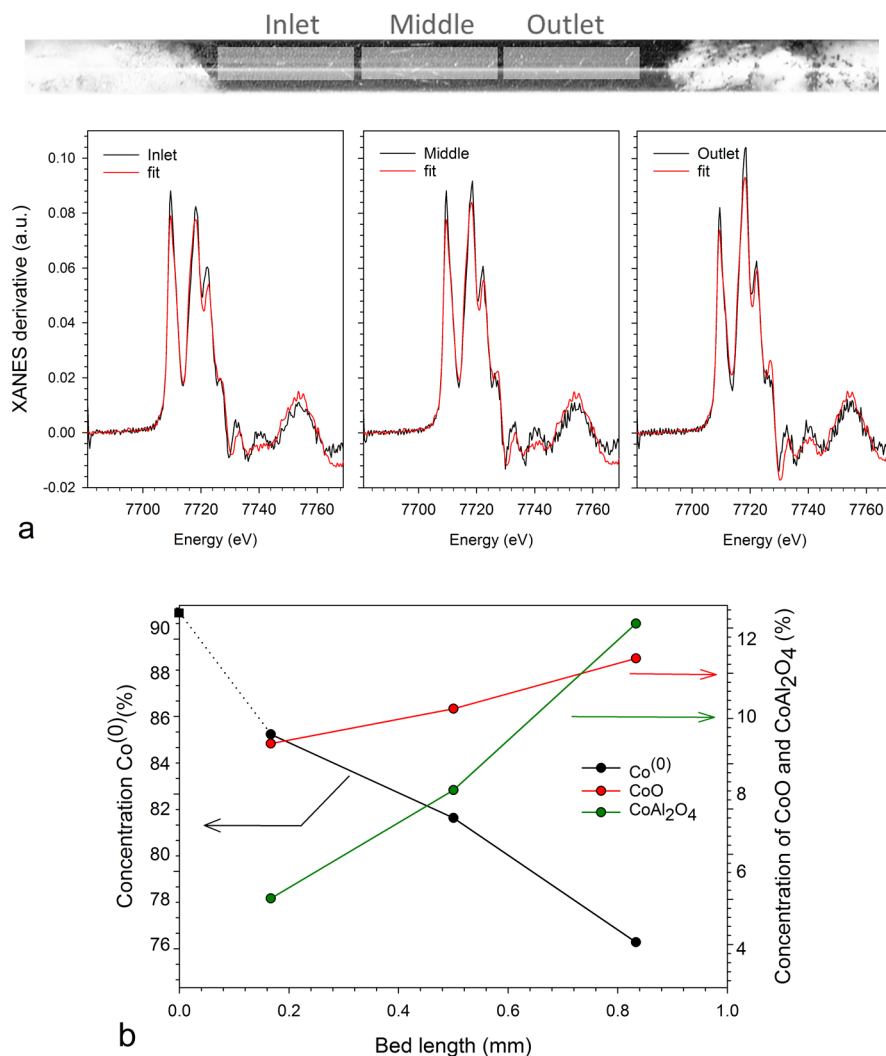 Inlet Middle Outlet
XANES derivative (a.u.)
0.10
0.08
0.06
0.04
0.02
0.00
-0.02
Inlet
fit
Middle
fit
Outlet
fit
7700 7720 7740 7760
7700 7720 7740 7760
7700 7720 7740 7760
Energy (eV)
Energy (eV)
Energy (eV)
a
Concentration Co(0)(%)
90
88
86
84
82
80
78
76
Co(0)
CoO
CoAl2O4
12
10
8
6
4
Concentration of CoO and CoAl2O4 (%)
0.0 0.2 0.4 0.6 0.8 1.0
Bed length (mm)
b